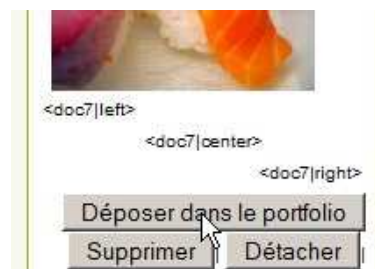 <doc7|left>
<doc7|center>
<doc7|right>
Déposer dans le portfolio
Supprimer Détacher